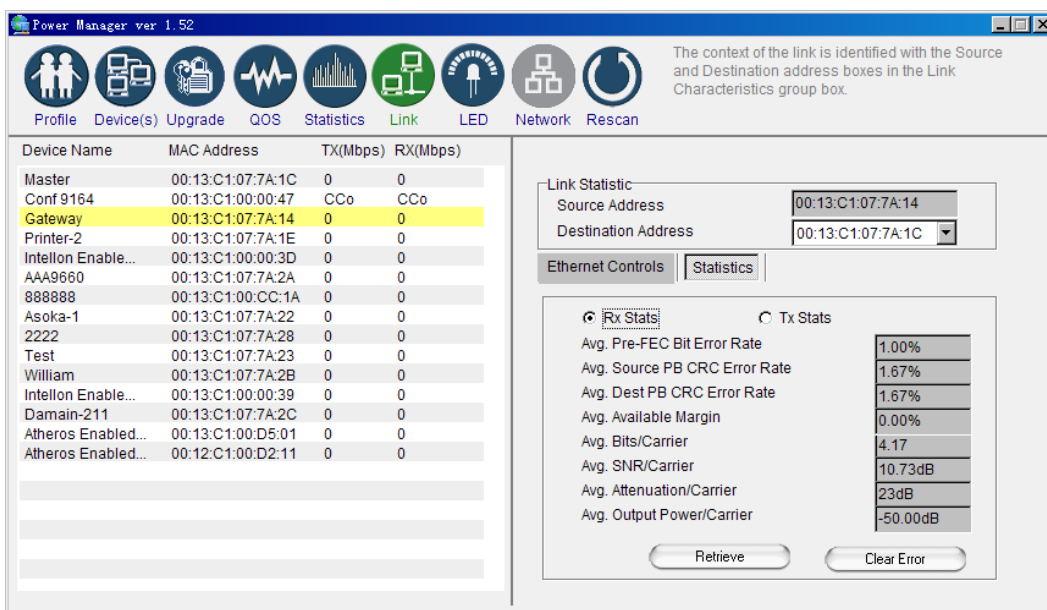 Power Manager ver 1.52
Profile Device(s) Upgrade QOS Statistics Link LED Network Rescan
The context of the link is identified with the Source
and Destination address boxes in the Link
Characteristics group box.
Device Name MAC Address TX(Mbps) RX(Mbps)
Master 00:13:C1:07:7A:1C 0 0
Conf 9164 00:13:C1:00:00:47 CCo CCo
Gateway 00:13:C1:07:7A:14 0 0
Printer-2 00:13:C1:07:7A:1E 0 0
Intellon Enable... 00:13:C1:00:00:3D 0 0
AAA9660 00:13:C1:07:7A:2A 0 0
888888 00:13:C1:00:CC:1A 0 0
Asoka-1 00:13:C1:07:7A:22 0 0
2222 00:13:C1:07:7A:28 0 0
Test 00:13:C1:07:7A:23 0 0
William 00:13:C1:07:7A:2B 0 0
Intellon Enable... 00:13:C1:00:00:39 0 0
Damain-211 00:13:C1:07:7A:2C 0 0
Atheros Enabled... 00:13:C1:00:D5:01 0 0
Atheros Enabled... 00:12:C1:00:D2:11 0 0
Link Statistic
Source Address 00:13:C1:07:7A:14
Destination Address 00:13:C1:07:7A:1C
Ethernet Controls Statistics
Rx Stats Tx Stats
Avg. Pre-FEC Bit Error Rate 1.00%
Avg. Source PB CRC Error Rate 1.67%
Avg. Dest PB CRC Error Rate 1.67%
Avg. Available Margin 0.00%
Avg. Bits/Carrier 4.17
Avg. SNR/Carrier 10.73dB
Avg. Attenuation/Carrier 23dB
Avg. Output Power/Carrier -50.00dB
Retrieve Clear Error